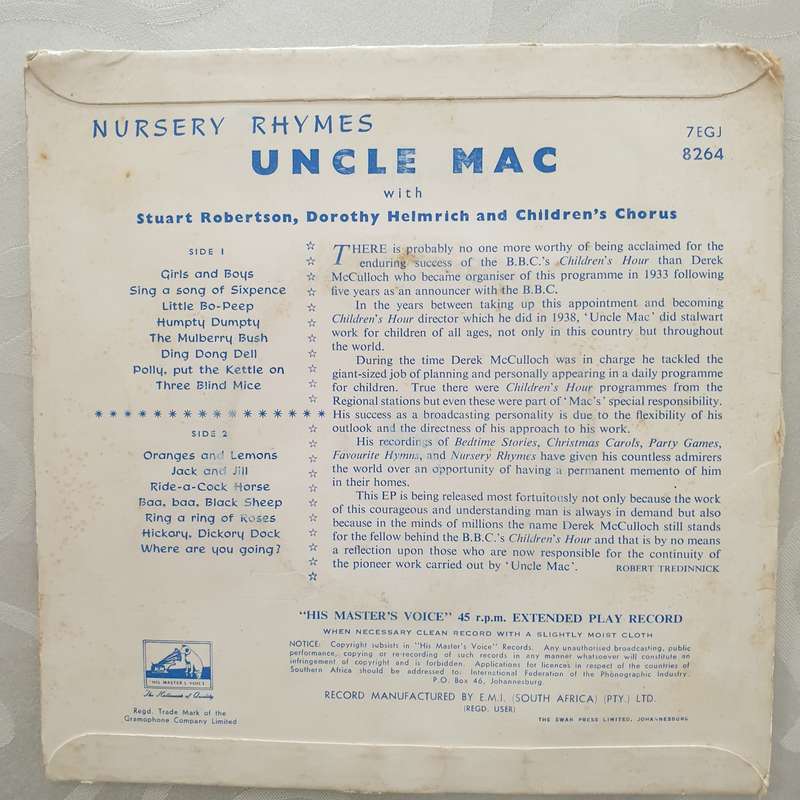 NURSERY RHYMES
UNCLE MAC
7EGJ
8264
with
Stuart Robertson, Dorothy Helmrich and Children's Chorus
SIDE 1
Girls and Boys
Sing a song of Sixpence
Little Bo-Peep
Humpty Dumpty
The Mulberry Bush
Ding Dong Dell
Polly, put the Kettle on
Three Blind Mice
SIDE 2
Oranges and Lemons
Jack and Jill
Ride-a-Cock Horse
Baa, baa, Black Sheep
Ring a ring of Roses
Hickory, Dickory Dock
Where are you going?
THERE is probably no one more worthy of being acclaimed for the
enduring success of the B.B.C.'s Children's Hour than Derek
McCulloch who became organiser of this programme in 1933 following
five years as an announcer with the B.B.C.
In the years between taking up this appointment and becoming
Children's Hour director which he did in 1938, 'Uncle Mac' did stalwart
work for children of all ages, not only in this country but throughout
the world.
During the time Derek McCulloch was in charge he tackled the
giant-sized job of planning and personally appearing in a daily programme
for children. True there were Children's Hour programmes from the
Regional stations but even these were part of 'Mac's' special responsibility.
His success as a broadcasting personality is due to the flexibility of his
outlook and the directness of his approach to his work.
His recordings of Bedtime Stories, Christmas Carols, Party Games,
Favourite Hymns, and Nursery Rhymes have given his countless admirers
the world over an opportunity of having a permanent memento of him
in their homes.
This EP is being released most fortuitously not only because the work
of this courageous and understanding man is always in demand but also
because in the minds of millions the name Derek McCulloch still stands
for the fellow behind the B.B.C.'s Children's Hour and that is by no means
a reflection upon those who are now responsible for the continuity of
the pioneer work carried out by 'Uncle Mac'. ROBERT TREDINNICK
"HIS MASTER'S VOICE" 45 r.p.m. EXTENDED PLAY RECORD
WHEN NECESSARY CLEAN RECORD WITH A SLIGHTLY MOIST CLOTH
NOTICE: Copyright subsists in "His Master's Voice" Records. Any unauthorised broadcasting, public
performance, copying or re-recording of such records in any manner whatsoever will constitute an
infringement of copyright and is forbidden. Applications for licences in respect of the countries of
Southern Africa should be addressed to: International Federation of the Phonographic Industry,
P.O. Box 46, Johannesburg.
RECORD MANUFACTURED BY E.M.I. (SOUTH AFRICA) (PTY.) LTD.
(REGD. USER)
THE SWAN PRESS LIMITED, JOHANNESBURG
"HIS MASTER'S VOICE"
The Hallmark of Quality
Regd. Trade Mark of the
Gramophone Company Limited